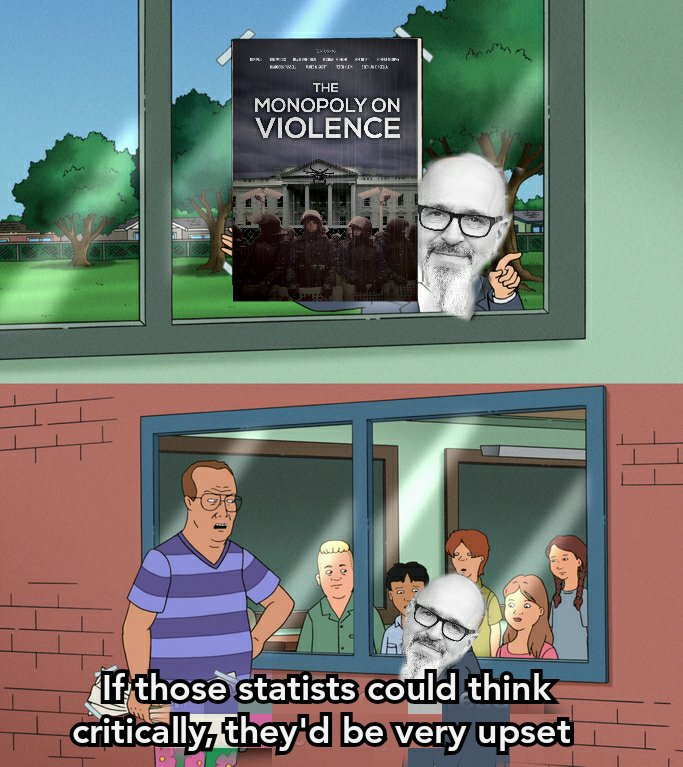 THE
MONOPOLY ON
VIOLENCE
If those statists could think
critically, they'd be very upset